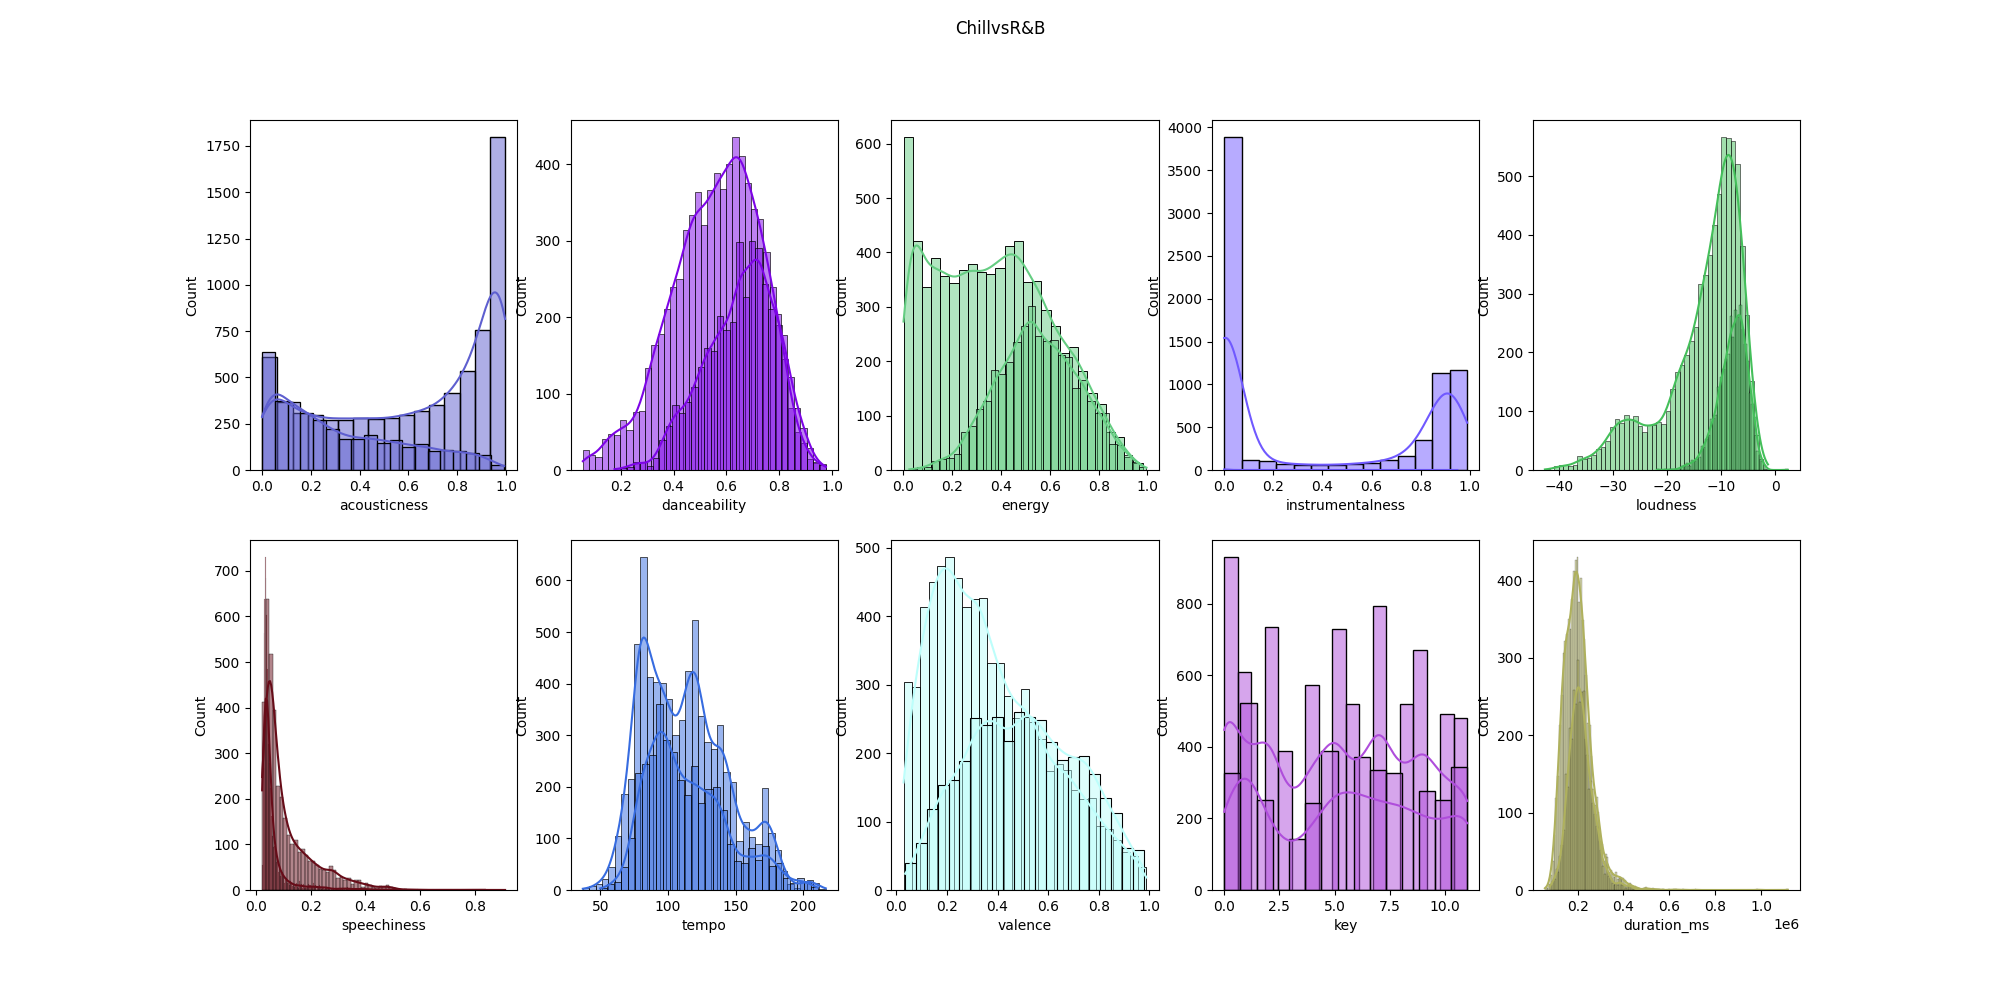 ChillvsR&B
Count
0
250
500
750
1000
1250
1500
1750
0.0 0.2 0.4 0.6 0.8 1.0
acousticness
Count
0
100
200
300
400
0.2 0.4 0.6 0.8 1.0
danceability
Count
0
100
200
300
400
500
600
0.0 0.2 0.4 0.6 0.8 1.0
energy
Count
0
500
1000
1500
2000
2500
3000
3500
4000
0.0 0.2 0.4 0.6 0.8 1.0
instrumentalness
Count
0
100
200
300
400
500
−40 −30 −20 −10 0
loudness
Count
0
100
200
300
400
500
600
700
0.0 0.2 0.4 0.6 0.8
speechiness
Count
0
100
200
300
400
500
600
50 100 150 200
tempo
Count
0
100
200
300
400
500
0.0 0.2 0.4 0.6 0.8 1.0
valence
Count
0
200
400
600
800
0.0 2.5 5.0 7.5 10.0
key
Count
0
100
200
300
400
0.2 0.4 0.6 0.8 1.0
1e6
duration_ms